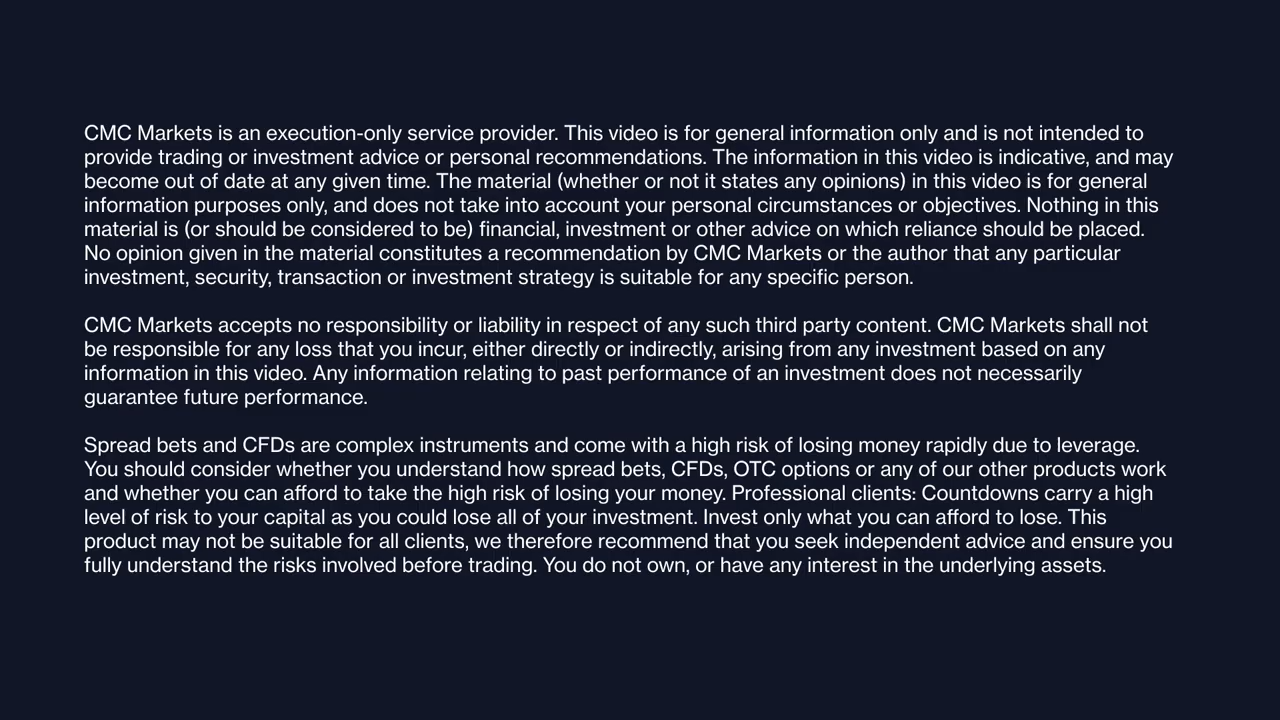 CMC Markets is an execution-only service provider. This video is for general information only and is not intended to
provide trading or investment advice or personal recommendations. The information in this video is indicative, and may
become out of date at any given time. The material (whether or not it states any opinions) in this video is for general
information purposes only, and does not take into account your personal circumstances or objectives. Nothing in this
material is (or should be considered to be) financial, investment or other advice on which reliance should be placed.
No opinion given in the material constitutes a recommendation by CMC Markets or the author that any particular
investment, security, transaction or investment strategy is suitable for any specific person.
CMC Markets accepts no responsibility or liability in respect of any such third party content. CMC Markets shall not
be responsible for any loss that you incur, either directly or indirectly, arising from any investment based on any
information in this video. Any information relating to past performance of an investment does not necessarily
guarantee future performance.
Spread bets and CFDs are complex instruments and come with a high risk of losing money rapidly due to leverage.
You should consider whether you understand how spread bets, CFDs, OTC options or any of our other products work
and whether you can afford to take the high risk of losing your money. Professional clients: Countdowns carry a high
level of risk to your capital as you could lose all of your investment. Invest only what you can afford to lose. This
product may not be suitable for all clients, we therefore recommend that you seek independent advice and ensure you
fully understand the risks involved before trading. You do not own, or have any interest in the underlying assets.